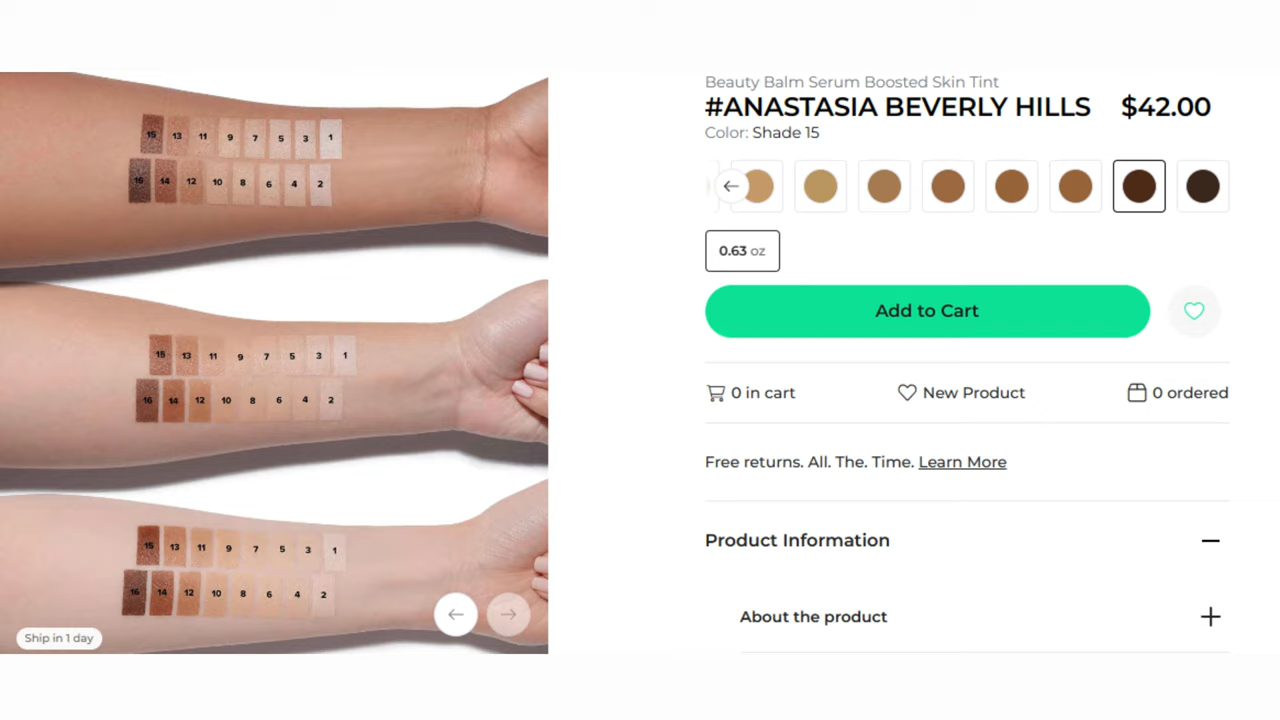 15 13 11 9 7 5 3 1
16 14 12 10 8 6 4 2
15 13 11 9 7 5 3 1
16 14 12 10 8 6 4 2
15 13 11 9 7 5 3 1
16 14 12 10 8 6 4 2
Ship in 1 day
Beauty Balm Serum Boosted Skin Tint
#ANASTASIA BEVERLY HILLS $42.00
Color: Shade 15
0.63 oz
Add to Cart
0 in cart New Product 0 ordered
Free returns. All. The. Time. Learn More
Product Information
About the product